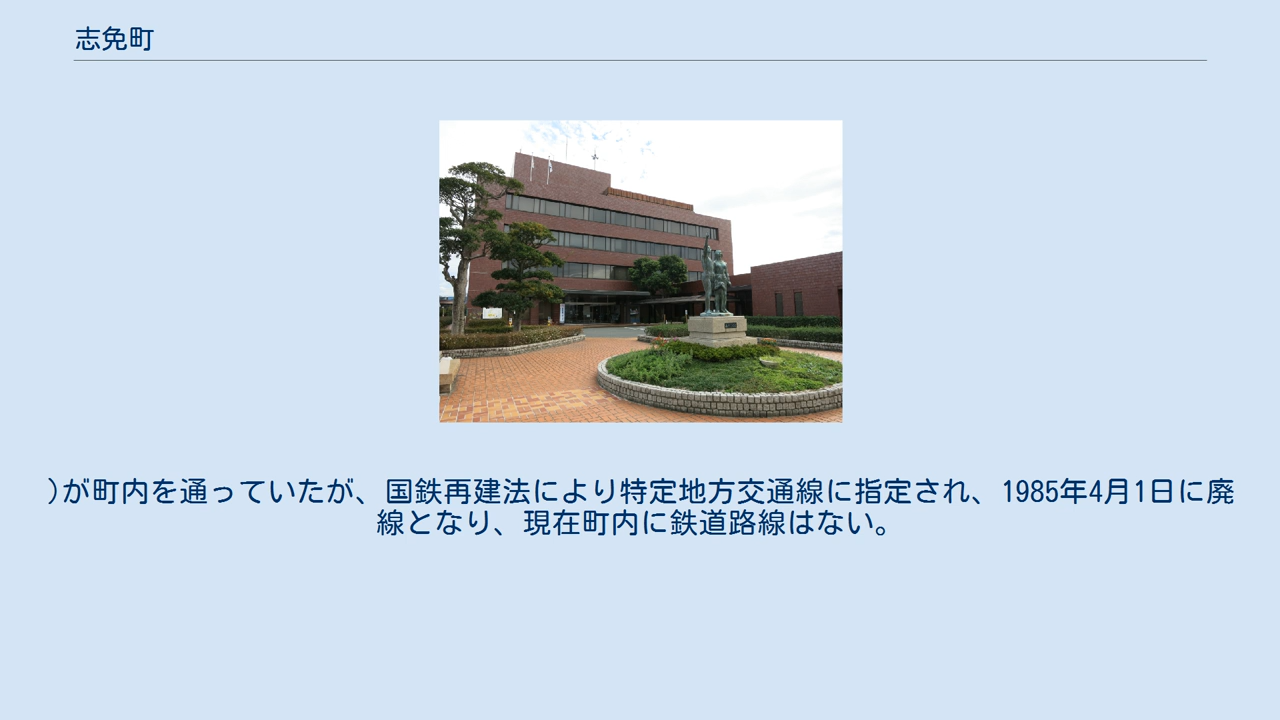 志免町
)が町内を通っていたが、国鉄再建法により特定地方交通線に指定され、1985年4月1日に廃
線となり、現在町内に鉄道路線はない。